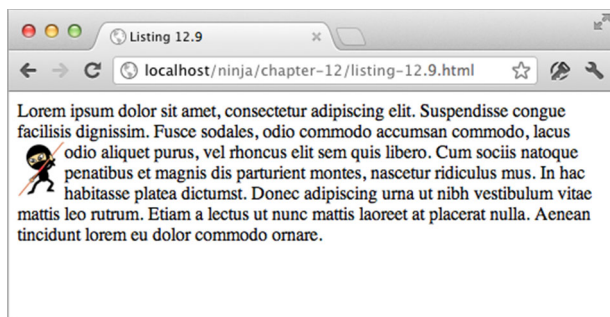 Listing 12.9
localhost/ninja/chapter-12/listing-12.9.html
Lorem ipsum dolor sit amet, consectetur adipiscing elit. Suspendisse congue
facilisis dignissim. Fusce sodales, odio commodo accumsan commodo, lacus
odio aliquet purus, vel rhoncus elit sem quis libero. Cum sociis natoque
penatibus et magnis dis parturient montes, nascetur ridiculus mus. In hac
habitasse platea dictumst. Donec adipiscing urna ut nibh vestibulum vitae
mattis leo rutrum. Etiam a lectus ut nunc mattis laoreet at placerat nulla. Aenean
tincidunt lorem eu dolor commodo ornare.